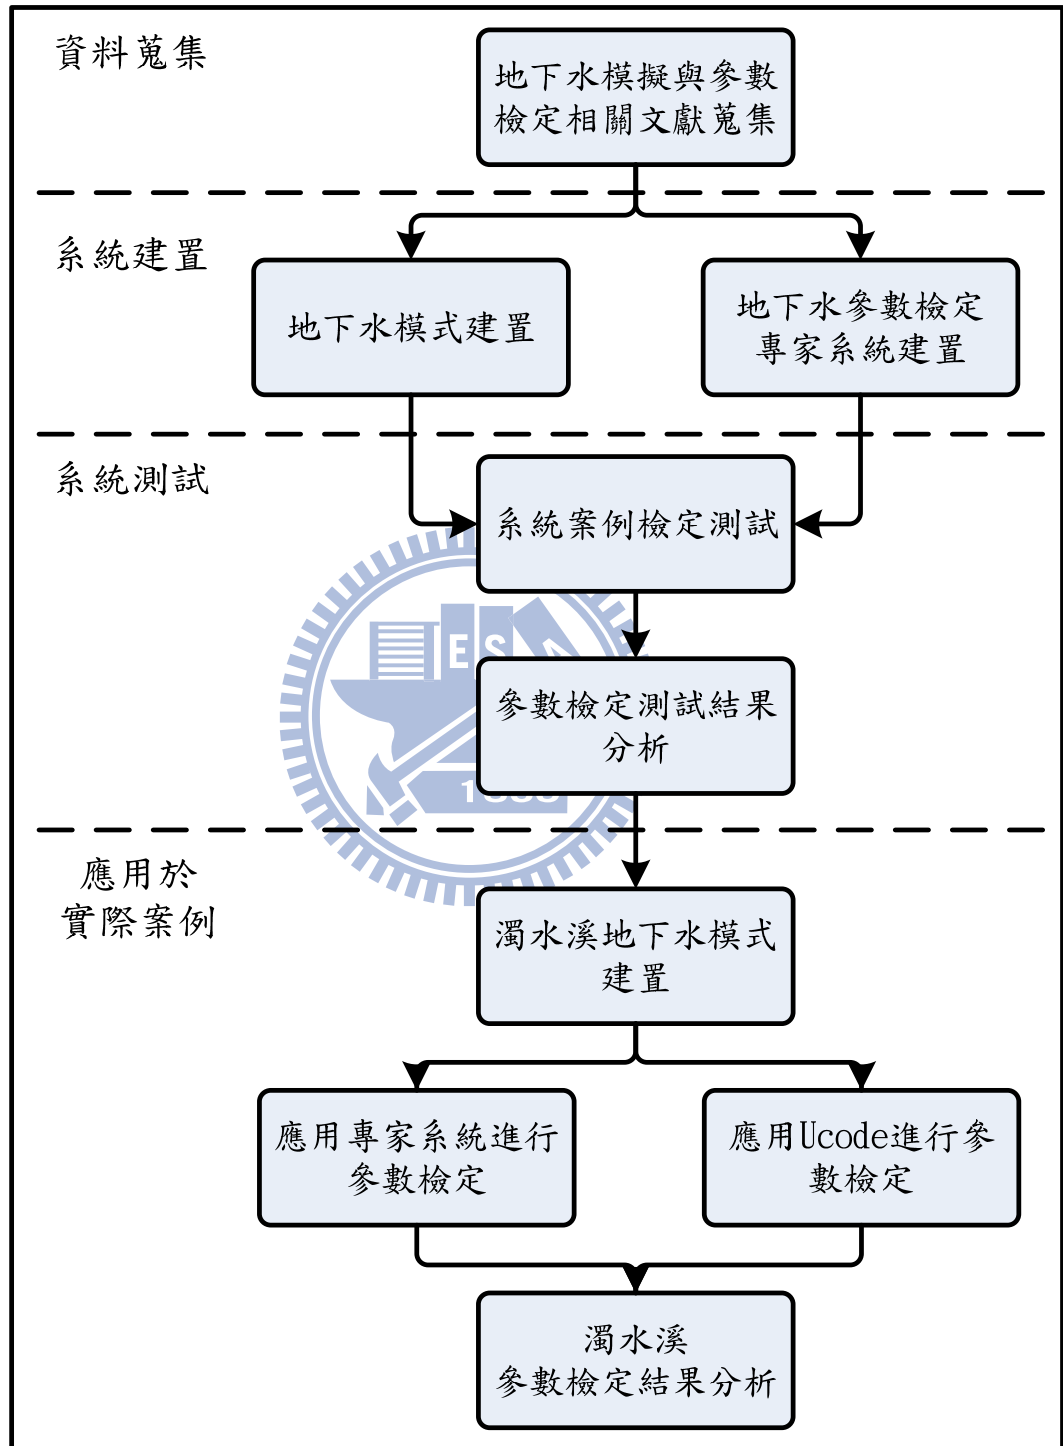 資料蒐集
地下水模擬與參數
檢定相關文獻蒐集
系統建置
地下水模式建置
地下水參數檢定
專家系統建置
系統測試
系統案例檢定測試
E S A
參數檢定測試結果
分析
應用於
實際案例
濁水溪地下水模式
建置
應用專家系統進行
參數檢定
應用Ucode進行參
數檢定
濁水溪
參數檢定結果分析